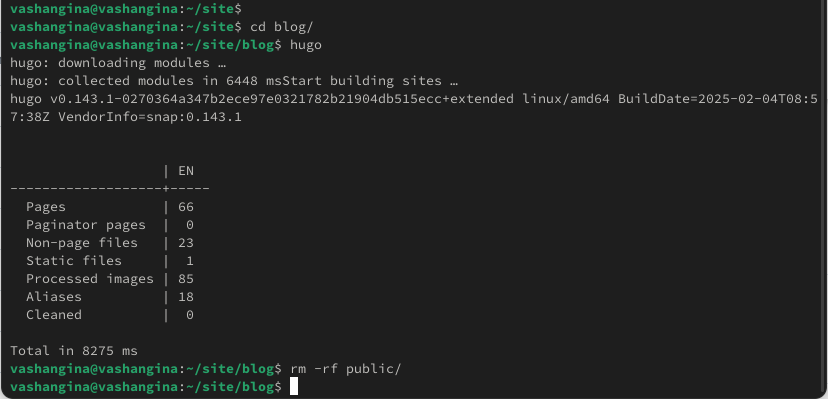 vashangina@vashangina:~/site$
vashangina@vashangina:~/site$ cd blog/
vashangina@vashangina:~/site/blog$ hugo
hugo: downloading modules …
hugo: collected modules in 6448 msStart building sites …
hugo v0.143.1-0270364a347b2ece97e0321782b21904db515ecc+extended linux/amd64 BuildDate=2025-02-04T08:5
7:38Z VendorInfo=snap:0.143.1
                   | EN
-------------------+-----
  Pages            | 66
  Paginator pages  |  0
  Non-page files   | 23
  Static files     |  1
  Processed images | 85
  Aliases          | 18
  Cleaned          |  0
Total in 8275 ms
vashangina@vashangina:~/site/blog$ rm -rf public/
vashangina@vashangina:~/site/blog$